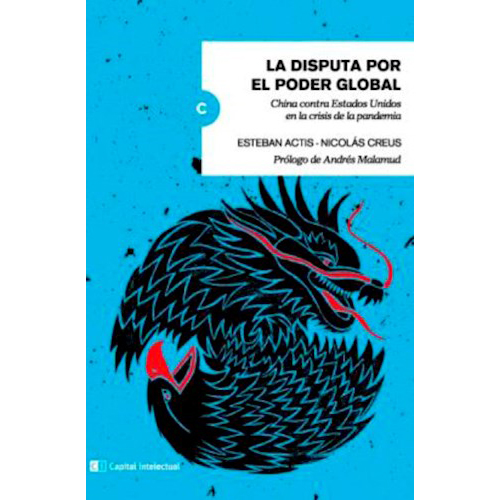 LA DISPUTA POR
EL PODER GLOBAL
China contra Estados Unidos
en la crisis de la pandemia
C
ESTEBAN ACTIS - NICOLÁS CREUS
Prólogo de Andrés Malamud
CI Capital Intelectual